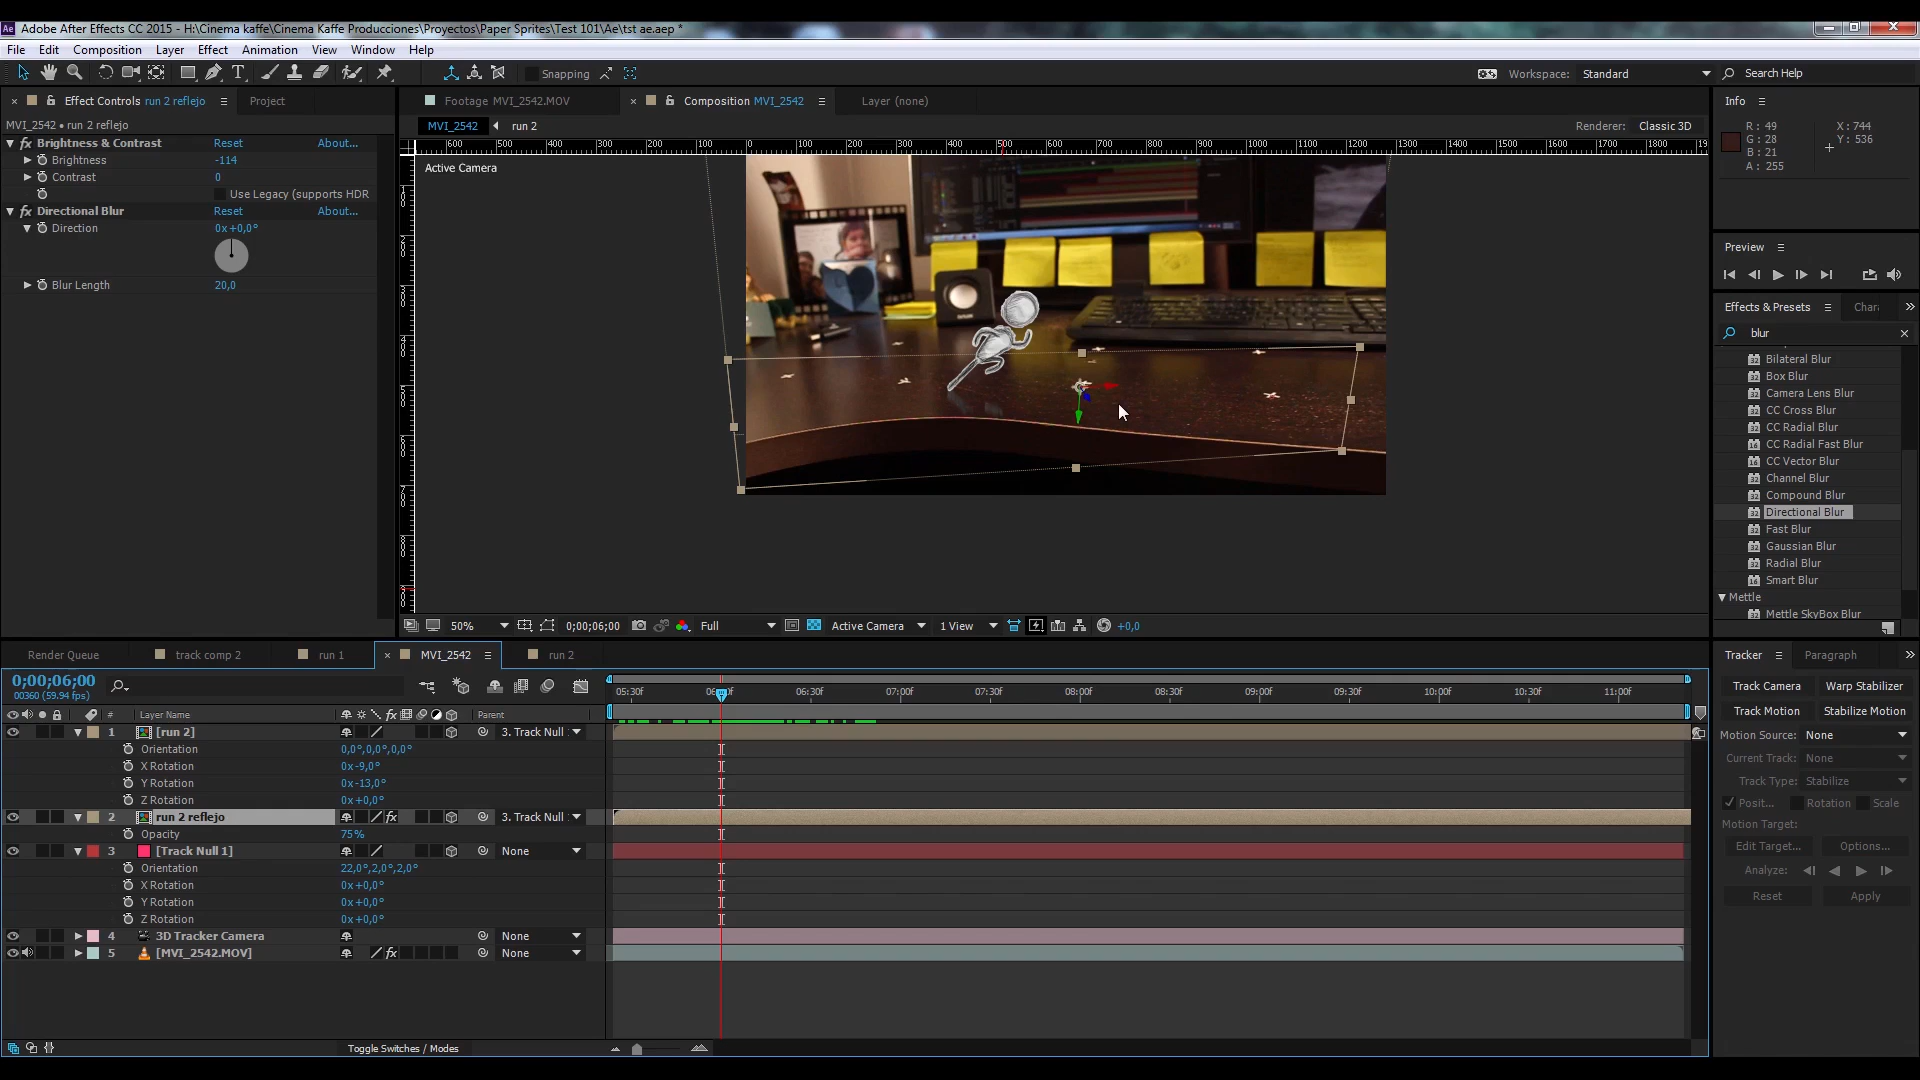 Adobe After Effects CC 2015 - H:\Cinema kaffe\Cinema Kaffe Producciones\Proyectos\Paper Sprites\Test 101\Ae\tst ae.aep *
File Edit Composition Layer Effect Animation View Window Help
Snapping
Workspace: Standard
Search Help
Effect Controls run 2 reflejo
Project
Footage MVI_2542.MOV
Composition MVI_2542
Layer (none)
Info
MVI_2542 • run 2 reflejo
MVI_2542 run 2
Renderer: Classic 3D
R : 49
G : 28
B : 21
A : 255
X : 744
Y : 536
fx Brightness & Contrast Reset About...
Brightness -114
Contrast 0
Use Legacy (supports HDR
fx Directional Blur Reset About...
Direction 0x+0,0°
Blur Length 20,0
Active Camera
Preview
Effects & Presets
Chara
blur
Bilateral Blur
Box Blur
Camera Lens Blur
CC Cross Blur
CC Radial Blur
CC Radial Fast Blur
CC Vector Blur
Channel Blur
Compound Blur
Directional Blur
Fast Blur
Gaussian Blur
Radial Blur
Smart Blur
Mettle
Mettle SkyBox Blur
50% 0;00;06;00 Full Active Camera 1 View +0,0
Render Queue track comp 2 run 1 MVI_2542 run 2
0;00;06;00
00360 (59.94 fps)
05:30f 06:30f 07:00f 07:30f 08:00f 08:30f 09:00f 09:30f 10:00f 10:30f 11:00f
# Layer Name Parent
1 [run 2] 3. Track Null
Orientation 0,0°,0,0°,0,0°
X Rotation 0x-9,0°
Y Rotation 0x-13,0°
Z Rotation 0x+0,0°
2 run 2 reflejo fx 3. Track Null
Opacity 75%
3 [Track Null 1] None
Orientation 22,0°,2,0°,2,0°
X Rotation 0x+0,0°
Y Rotation 0x+0,0°
Z Rotation 0x+0,0°
4 3D Tracker Camera None
5 [MVI_2542.MOV] fx None
Toggle Switches / Modes
Tracker
Paragraph
Track Camera Warp Stabilizer
Track Motion Stabilize Motion
Motion Source: None
Current Track: None
Track Type: Stabilize
Posit... Rotation Scale
Motion Target:
Edit Target... Options...
Analyze:
Reset Apply